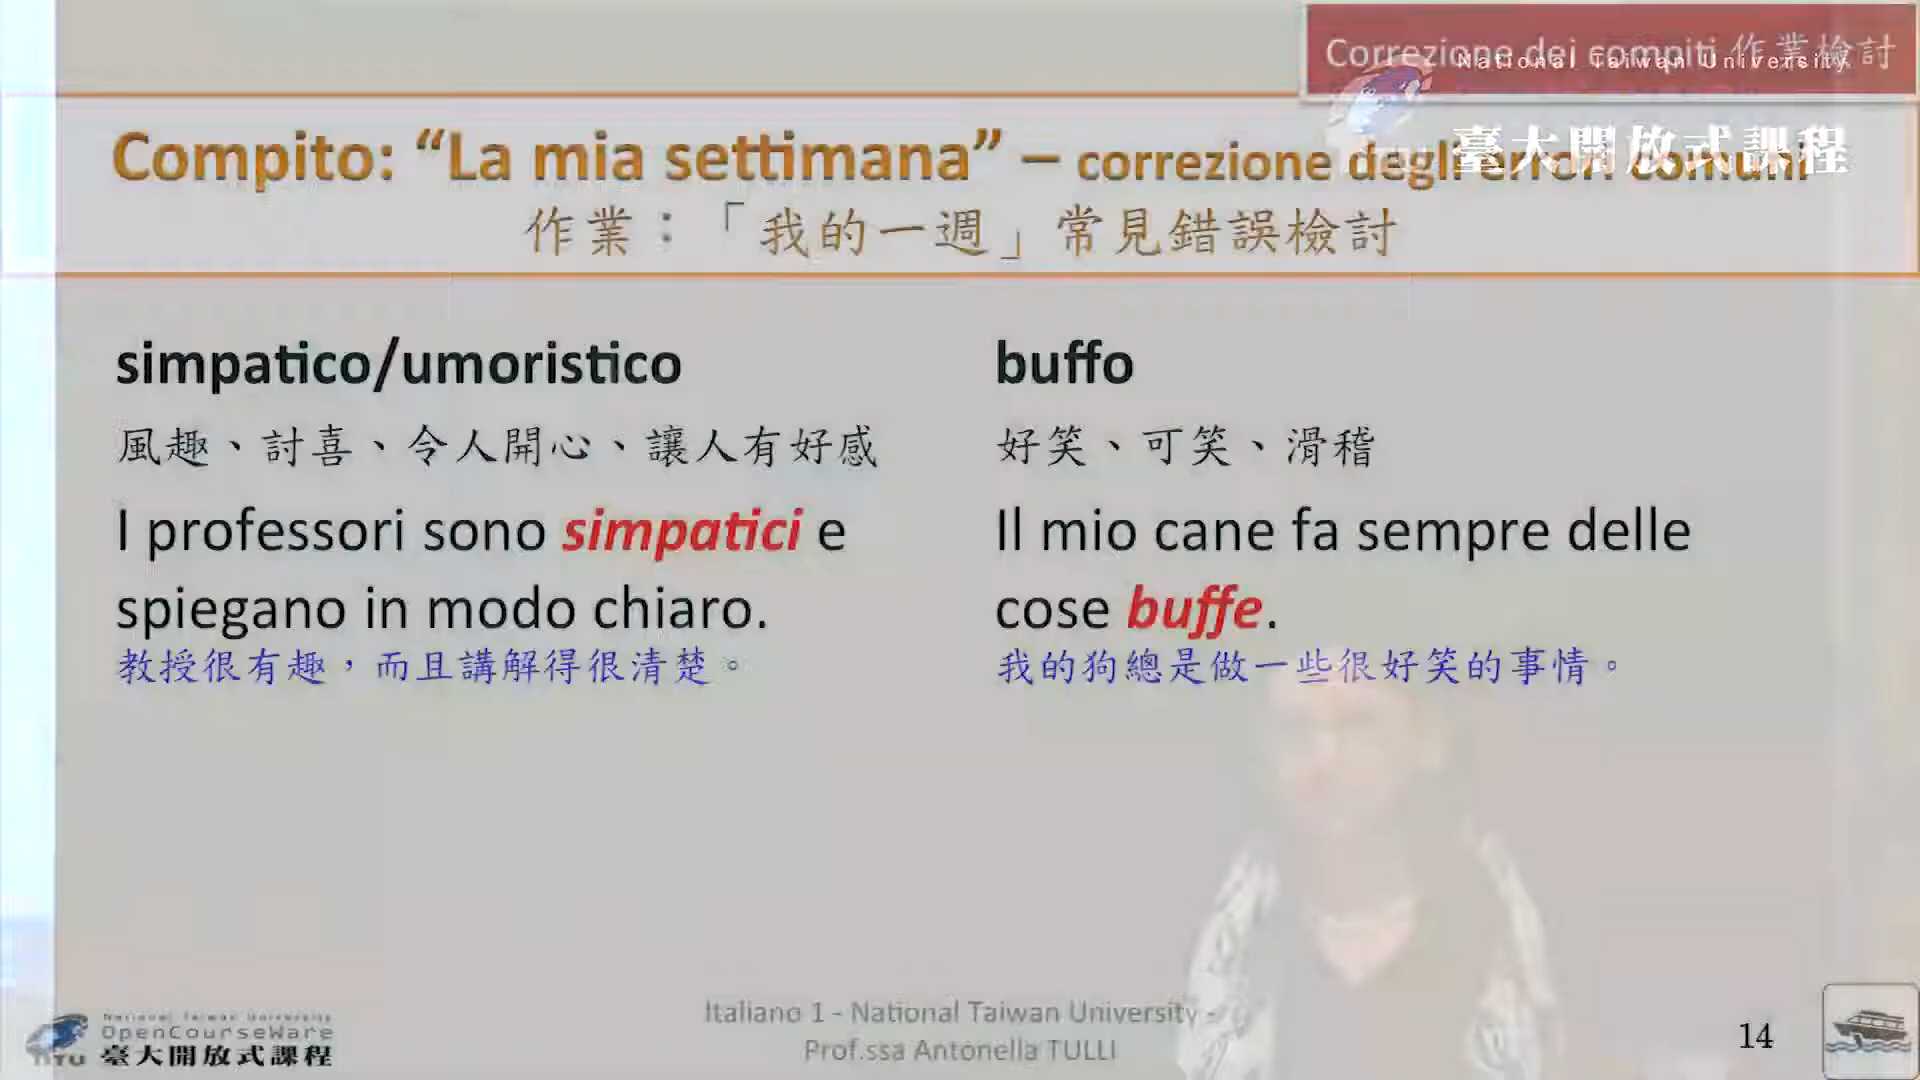 Correzione dei compiti 作業檢討
National Taiwan University
臺大開放式課程
Compito: “La mia settimana” – correzione degli errori comuni
作業：「我的一週」常見錯誤檢討
simpatico/umoristico
風趣、討喜、令人開心、讓人有好感
I professori sono simpatici e
spiegano in modo chiaro.
教授很有趣，而且講解得很清楚。
buffo
好笑、可笑、滑稽
Il mio cane fa sempre delle
cose buffe.
我的狗總是做一些很好笑的事情。
National Taiwan University
OpenCourseWare
NTU 臺大開放式課程
Italiano 1 - National Taiwan University -
Prof.ssa Antonella TULLI
14